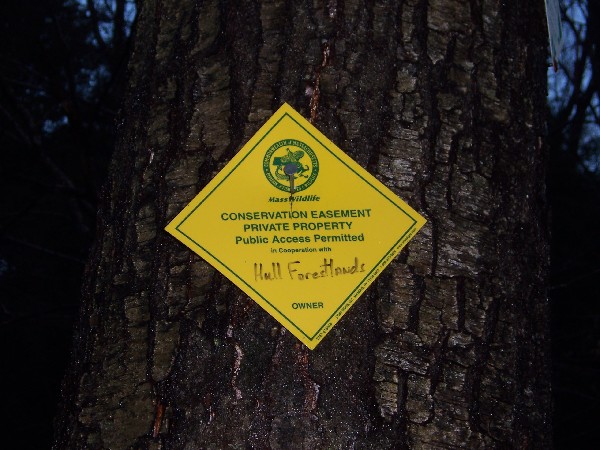 MassWildlife
CONSERVATION EASEMENT
PRIVATE PROPERTY
Public Access Permitted
in Cooperation with
Hull Forestlands
OWNER